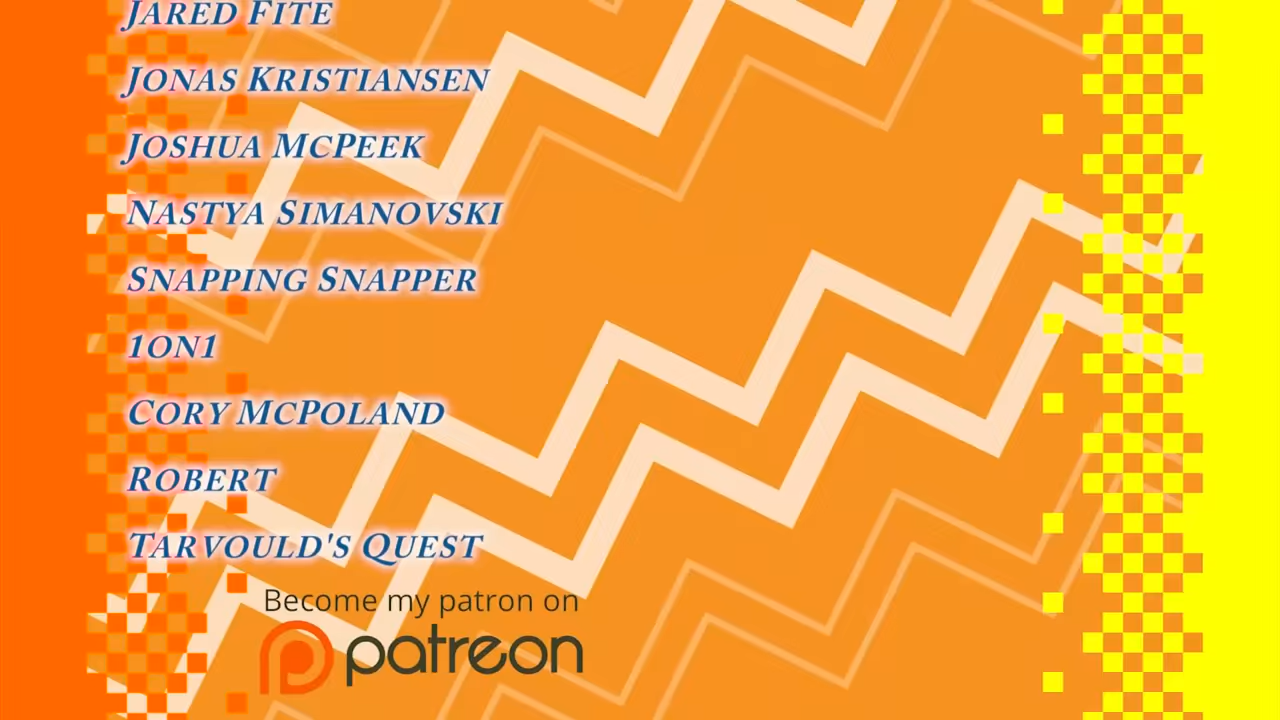 Jared Fite
Jonas Kristiansen
Joshua McPeek
Nastya Simanovski
Snapping Snapper
1on1
Cory McPoland
Robert
Tarvould's Quest
Become my patron on
patreon